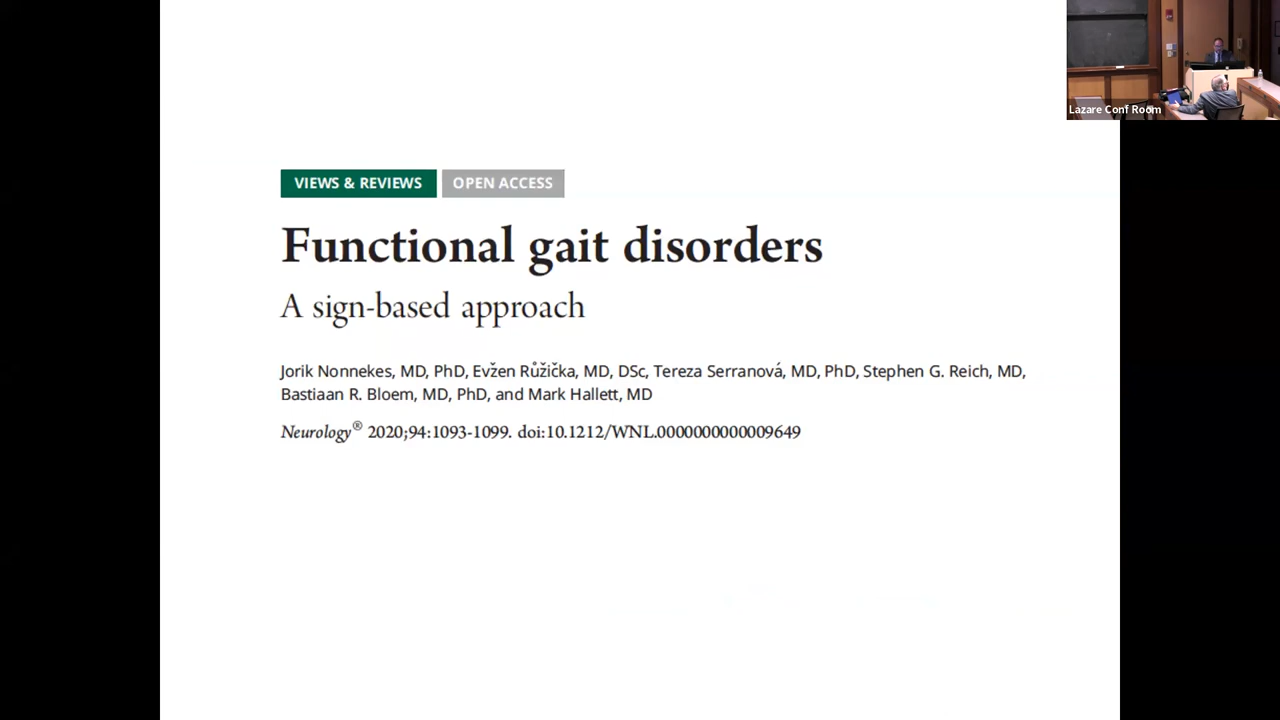 Lazare Conf Room
VIEWS & REVIEWS OPEN ACCESS
Functional gait disorders
A sign-based approach
Jorik Nonnekes, MD, PhD, Evžen Růžička, MD, DSc, Tereza Serranová, MD, PhD, Stephen G. Reich, MD,
Bastiaan R. Bloem, MD, PhD, and Mark Hallett, MD
Neurology® 2020;94:1093-1099. doi:10.1212/WNL.0000000000009649